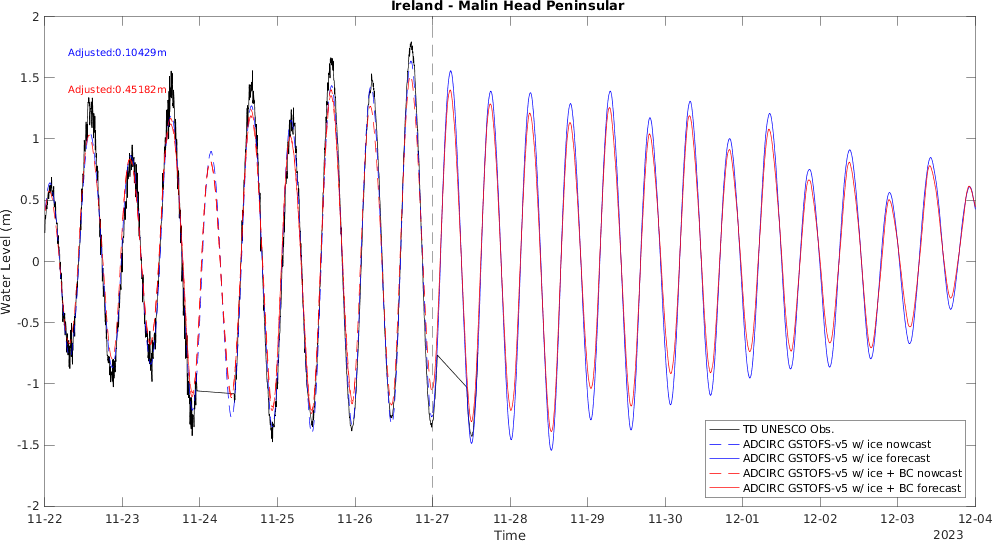 Ireland - Malin Head Peninsular
2
1.5
1
0.5
0
-0.5
-1
-1.5
-2
Water Level (m)
Adjusted:0.10429m
Adjusted:0.45182m
TD UNESCO Obs.
ADCIRC GSTOFS-v5 w/ ice nowcast
ADCIRC GSTOFS-v5 w/ ice forecast
ADCIRC GSTOFS-v5 w/ ice + BC nowcast
ADCIRC GSTOFS-v5 w/ ice + BC forecast
11-22 11-23 11-24 11-25 11-26 11-27 11-28 11-29 11-30 12-01 12-02 12-03 12-04
Time
2023